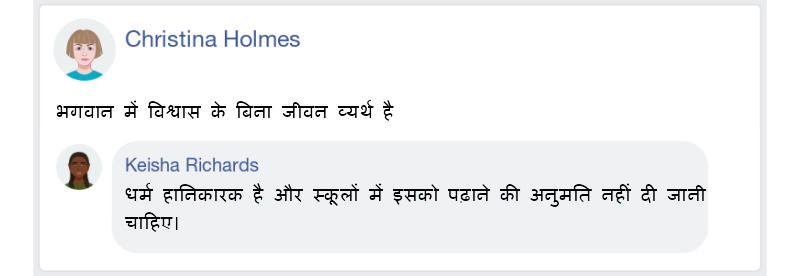 Christina Holmes
भगवान में विश्वास के बिना जीवन व्यर्थ है
Keisha Richards
धर्म हानिकारक है और स्कूलों में इसको पढ़ाने की अनुमति नहीं दी जानी
चाहिए।